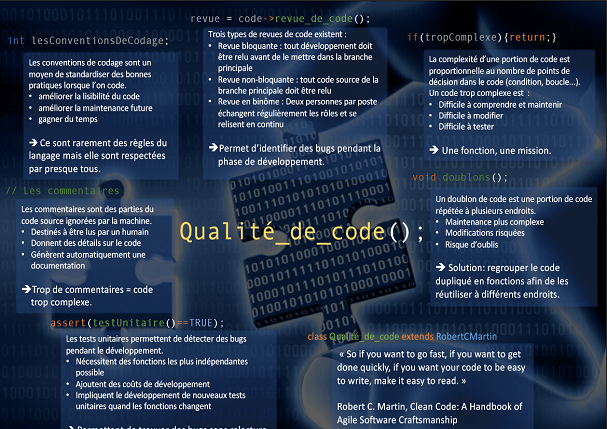 revue = code->revue_de_code();
int lesConventionsDeCodage;
Les conventions de codage sont un
moyen de standardiser des bonnes
pratiques lorsque l'on code.
• améliorer la lisibilité du code
• améliorer la maintenance future
• gagner du temps
➔ Ce sont rarement des règles du
langage mais elle sont respectées
par presque tous.
Trois types de revues de code existent :
• Revue bloquante : tout développement doit
être relu avant de le mettre dans la branche
principale
• Revue non-bloquante : tout code source de la
branche principale doit être relu
• Revue en binôme : Deux personnes par poste
échangent régulièrement les rôles et se
relisent en continu
➔Permet d'identifier des bugs pendant la
phase de développement.
if(tropComplexe){return;}
La complexité d'une portion de code est
proportionnelle au nombre de points de
décision dans le code (condition, boucle...).
Un code trop complexe est :
• Difficile à comprendre et maintenir
• Difficile à modifier
• Difficile à tester
➔ Une fonction, une mission.
// Les commentaires
Les commentaires sont des parties du
code source ignorées par la machine.
• Destinés à être lus par un humain
• Donnent des détails sur le code
• Génèrent automatiquement une
documentation
➔Trop de commentaires = code
trop complexe.
Qualité_de_code();
void doublons();
Un doublon de code est une portion de code
répétée à plusieurs endroits.
• Maintenance plus complexe
• Modifications risquées
• Risque d'oublis
➔ Solution: regrouper le code
dupliqué en fonctions afin de les
réutiliser à différents endroits.
assert(testUnitaire()==TRUE);
Les tests unitaires permettent de détecter des bugs
pendant le développement.
• Nécessitent des fonctions les plus indépendantes
possible
• Ajoutent des coûts de développement
• Impliquent le développement de nouveaux tests
unitaires quand les fonctions changent
class Qualité_de_code extends RobertCMartin
« So if you want to go fast, if you want to get
done quickly, if you want your code to be easy
to write, make it easy to read. »
Robert C. Martin, Clean Code: A Handbook of
Agile Software Craftsmanship